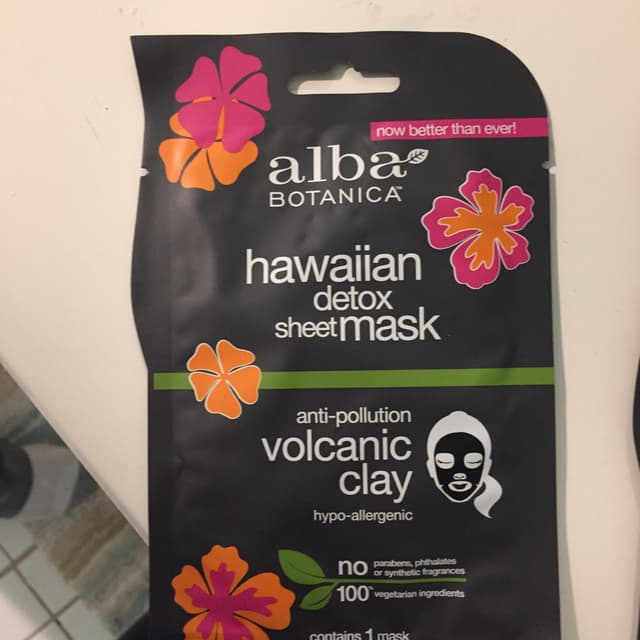 now better than ever!
alba
BOTANICA™
hawaiian
detox
sheet mask
anti-pollution
volcanic
clay
hypo-allergenic
no parabens, phthalates
or synthetic fragrances
100% vegetarian ingredients
contains 1 mask